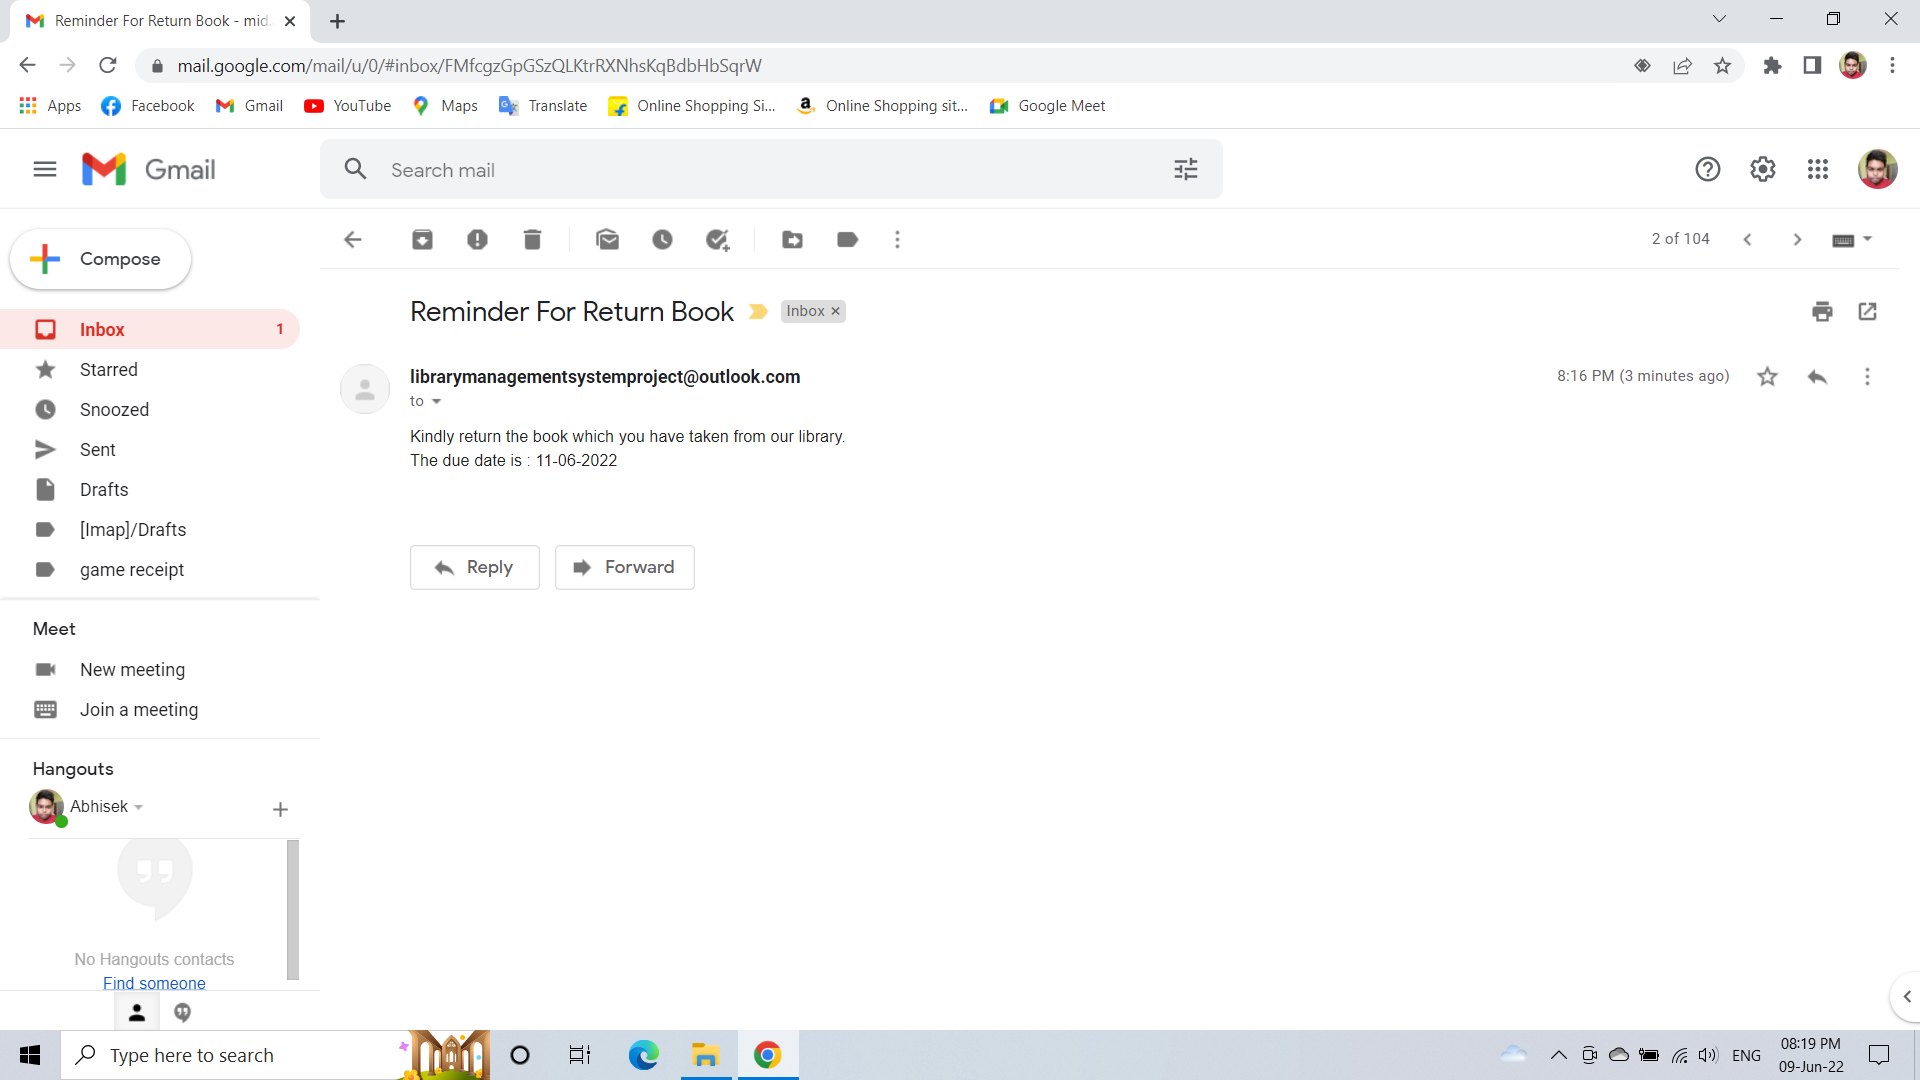 Reminder For Return Book - mid
mail.google.com/mail/u/0/#inbox/FMfcgzGpGSzQLKtrRXNhsKqBdbHbSqrW
Apps Facebook Gmail YouTube Maps Translate Online Shopping Si... Online Shopping sit... Google Meet
Gmail
Search mail
Compose
2 of 104
Inbox 1
Starred
Snoozed
Sent
Drafts
[Imap]/Drafts
game receipt
Meet
New meeting
Join a meeting
Hangouts
Abhisek
No Hangouts contacts
Find someone
Reminder For Return Book Inbox
librarymanagementsystemproject@outlook.com 8:16 PM (3 minutes ago)
to
Kindly return the book which you have taken from our library.
The due date is : 11-06-2022
Reply Forward
Type here to search
ENG
08:19 PM
09-Jun-22